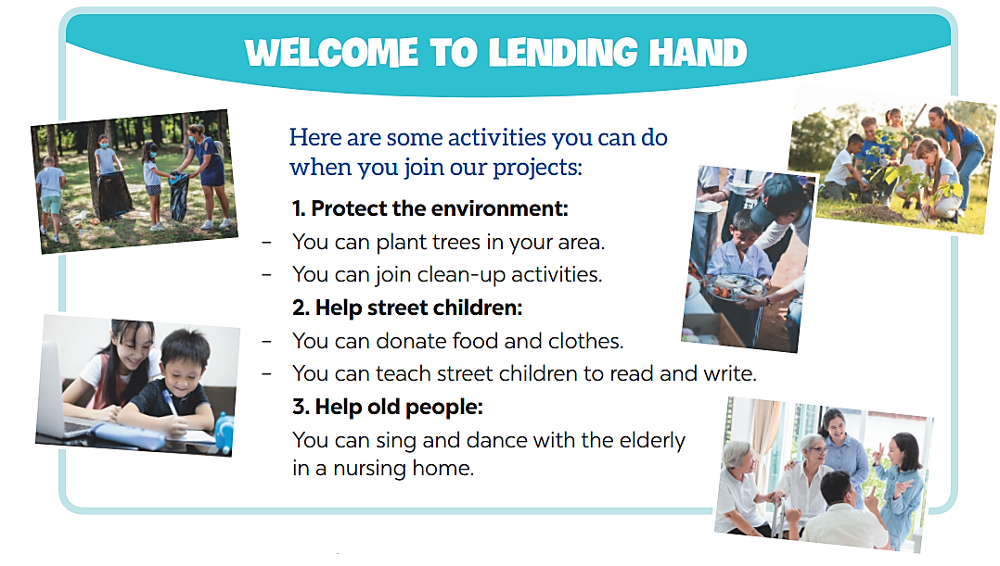 WELCOME TO LENDING HAND
Here are some activities you can do
when you join our projects:
1. Protect the environment:
– You can plant trees in your area.
– You can join clean-up activities.
2. Help street children:
– You can donate food and clothes.
– You can teach street children to read and write.
3. Help old people:
You can sing and dance with the elderly
in a nursing home.